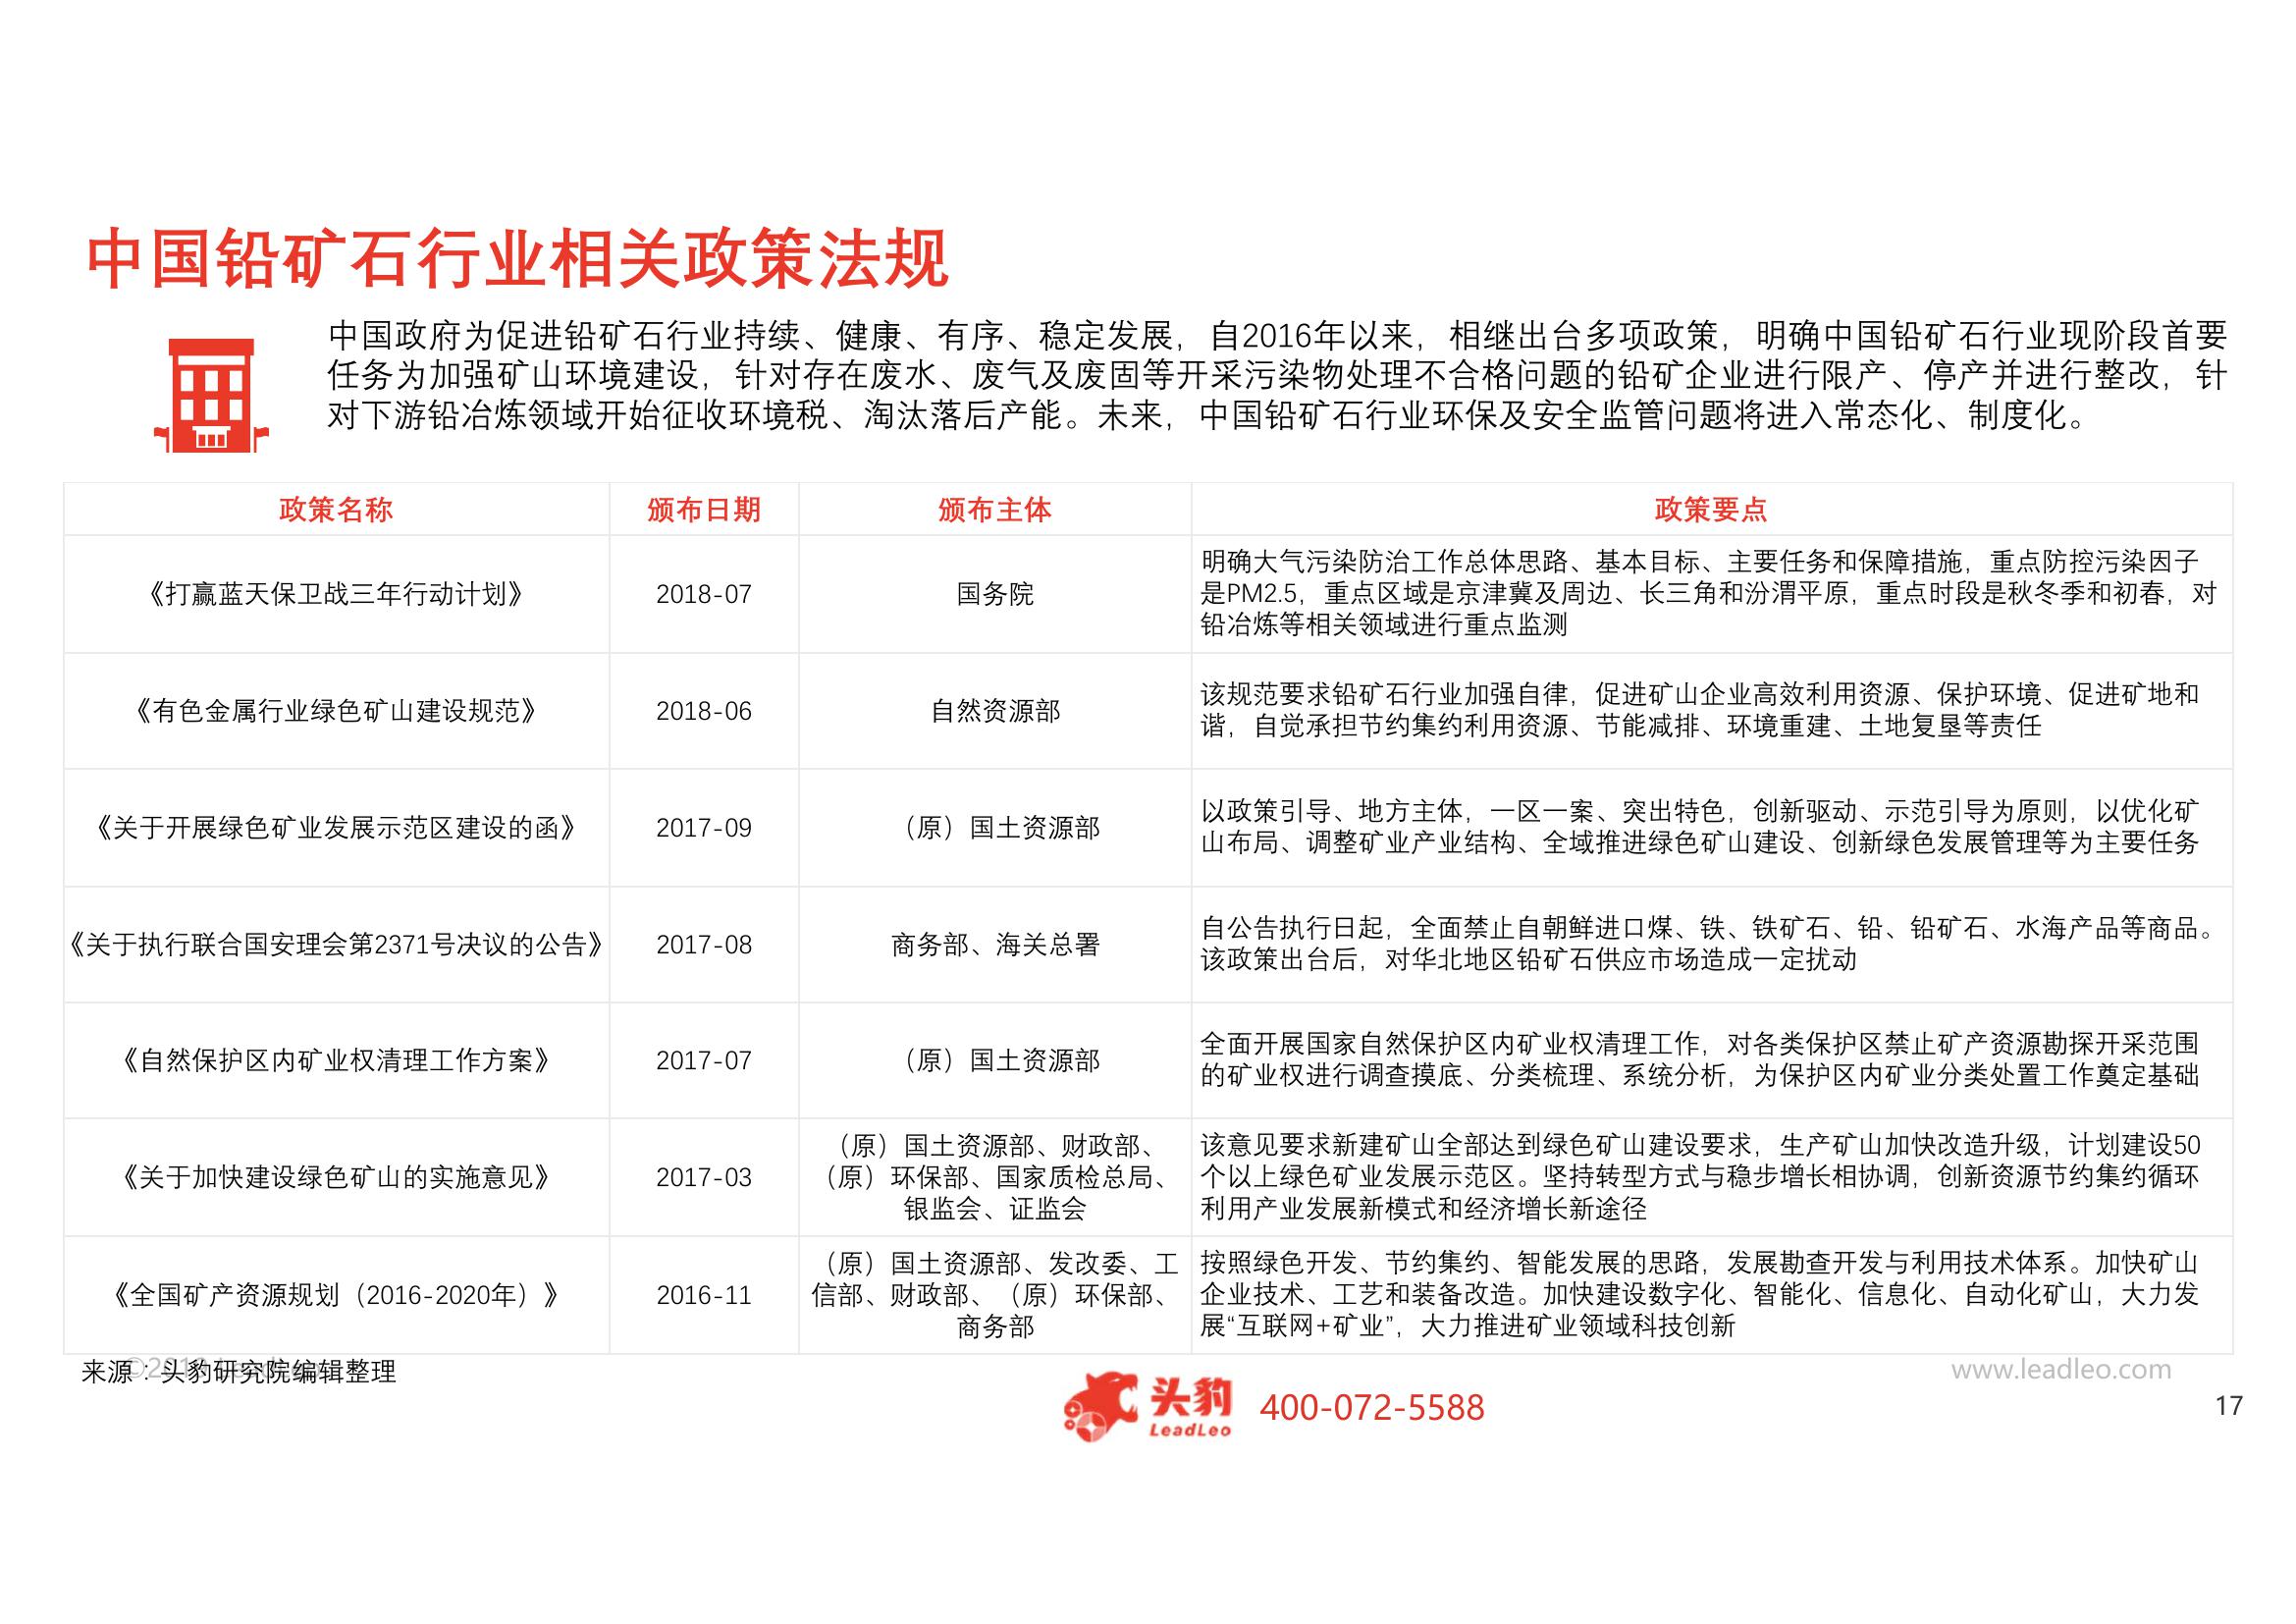 中国铅矿石行业相关政策法规
中国政府为促进铅矿石行业持续、健康、有序、稳定发展，自2016年以来，相继出台多项政策，明确中国铅矿石行业现阶段首要
任务为加强矿山环境建设，针对存在废水、废气及废固等开采污染物处理不合格问题的铅矿企业进行限产、停产并进行整改，针
对下游铅冶炼领域开始征收环境税、淘汰落后产能。未来，中国铅矿石行业环保及安全监管问题将进入常态化、制度化。
政策名称 颁布日期 颁布主体 政策要点
《打赢蓝天保卫战三年行动计划》 2018-07 国务院
明确大气污染防治工作总体思路、基本目标、主要任务和保障措施，重点防控污染因子
是PM2.5，重点区域是京津冀及周边、长三角和汾渭平原，重点时段是秋冬季和初春，对
铅冶炼等相关领域进行重点监测
《有色金属行业绿色矿山建设规范》 2018-06 自然资源部
该规范要求铅矿石行业加强自律，促进矿山企业高效利用资源、保护环境、促进矿地和
谐，自觉承担节约集约利用资源、节能减排、环境重建、土地复垦等责任
《关于开展绿色矿业发展示范区建设的函》 2017-09 （原）国土资源部
以政策引导、地方主体，一区一案、突出特色，创新驱动、示范引导为原则，以优化矿
山布局、调整矿业产业结构、全域推进绿色矿山建设、创新绿色发展管理等为主要任务
《关于执行联合国安理会第2371号决议的公告》 2017-08 商务部、海关总署
自公告执行日起，全面禁止自朝鲜进口煤、铁、铁矿石、铅、铅矿石、水海产品等商品。
该政策出台后，对华北地区铅矿石供应市场造成一定扰动
《自然保护区内矿业权清理工作方案》 2017-07 （原）国土资源部
全面开展国家自然保护区内矿业权清理工作，对各类保护区禁止矿产资源勘探开采范围
的矿业权进行调查摸底、分类梳理、系统分析，为保护区内矿业分类处置工作奠定基础
《关于加快建设绿色矿山的实施意见》 2017-03
（原）国土资源部、财政部、
（原）环保部、国家质检总局、
银监会、证监会
该意见要求新建矿山全部达到绿色矿山建设要求，生产矿山加快改造升级，计划建设50
个以上绿色矿业发展示范区。坚持转型方式与稳步增长相协调，创新资源节约集约循环
利用产业发展新模式和经济增长新途径
《全国矿产资源规划（2016-2020年）》 2016-11
（原）国土资源部、发改委、工
信部、财政部、（原）环保部、
商务部
按照绿色开发、节约集约、智能发展的思路，发展勘查开发与利用技术体系。加快矿山
企业技术、工艺和装备改造。加快建设数字化、智能化、信息化、自动化矿山，大力发
展“互联网+矿业”，大力推进矿业领域科技创新
来源：头豹研究院编辑整理
www.leadleo.com
头豹
LeadLeo
400-072-5588
17